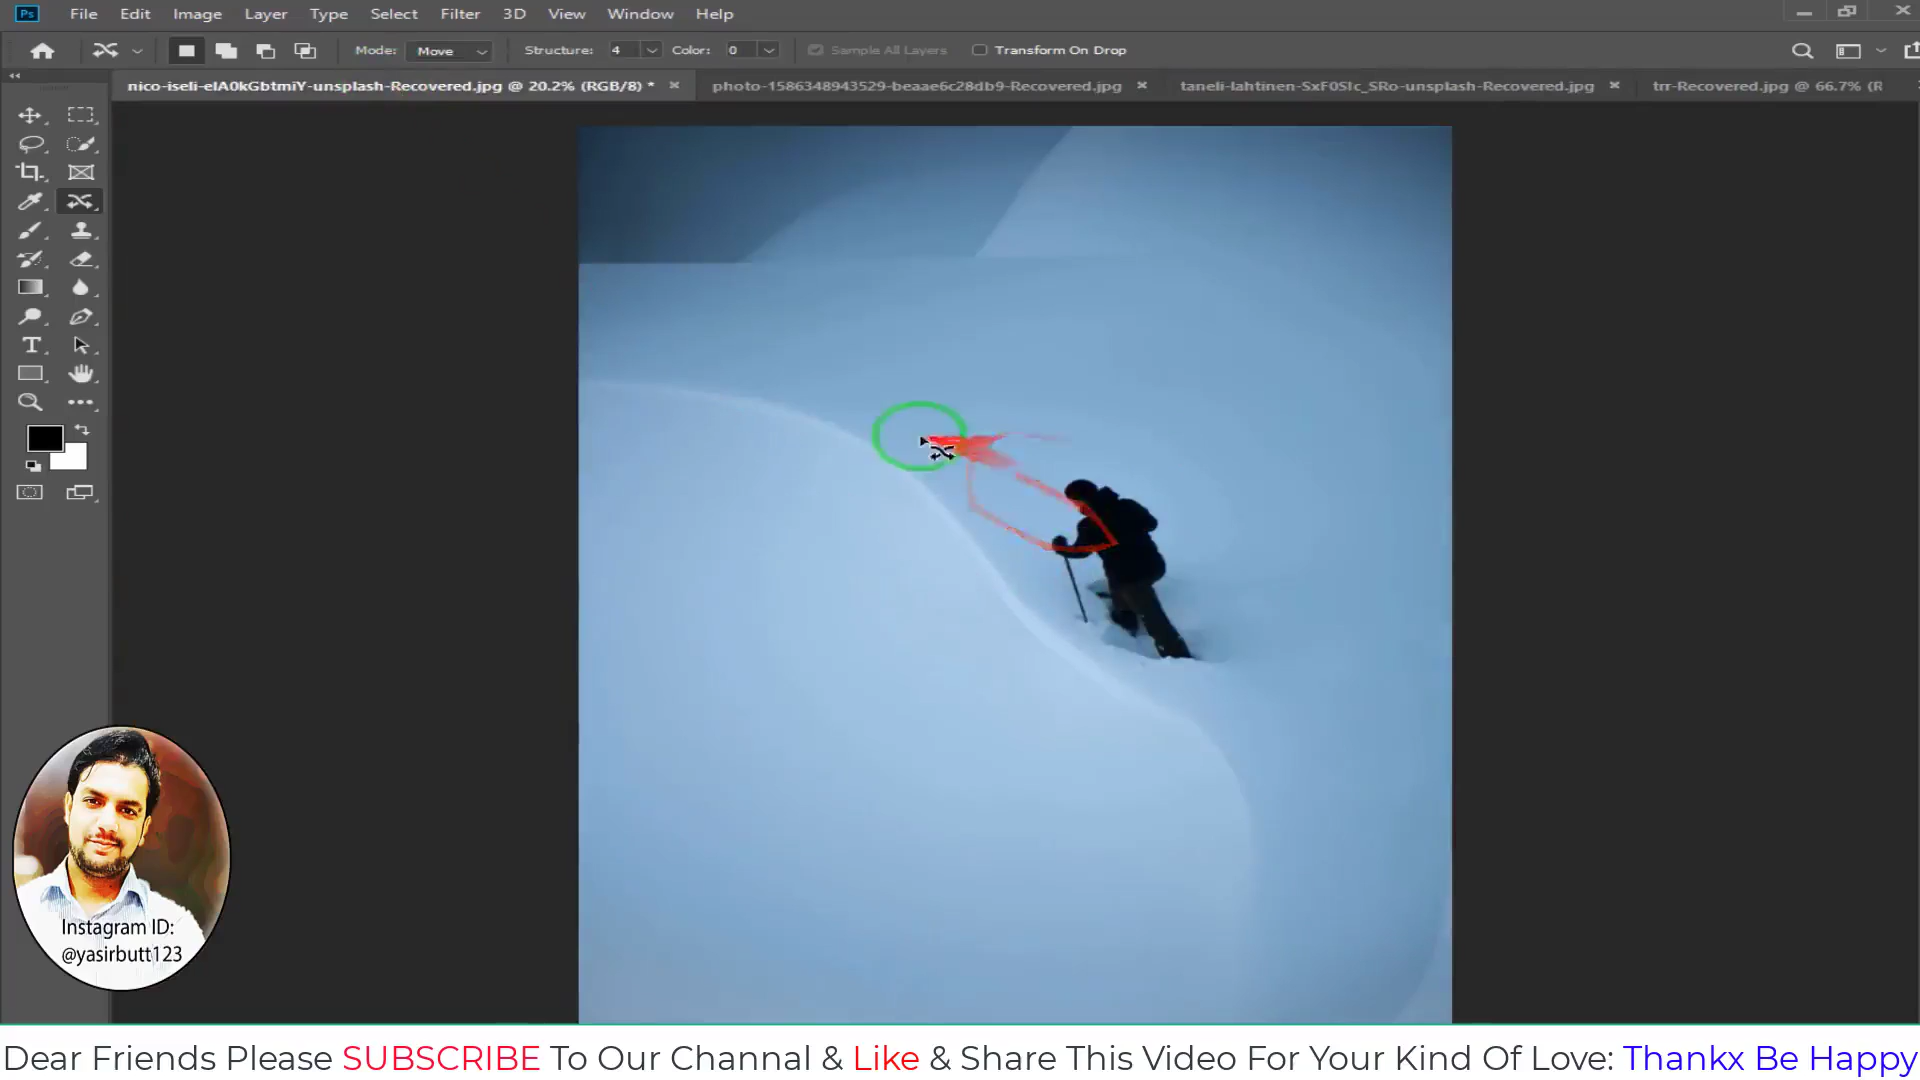 Ps File Edit Image Layer Type Select Filter 3D View Window Help
Mode: Move Structure: 4 Color: 0 Sample All Layers Transform On Drop
nico-iseli-elA0kGbtmiY-unsplash-Recovered.jpg @ 20.2% (RGB/8) * photo-1586348943529-beaae6c28db9-Recovered.jpg taneli-lahtinen-SxF0SIc_SRo-unsplash-Recovered.jpg trr-Recovered.jpg @ 66.7% (R
T
Instagram ID:
@yasirbutt123
Dear Friends Please SUBSCRIBE To Our Channal & Like & Share This Video For Your Kind Of Love: Thankx Be Happy